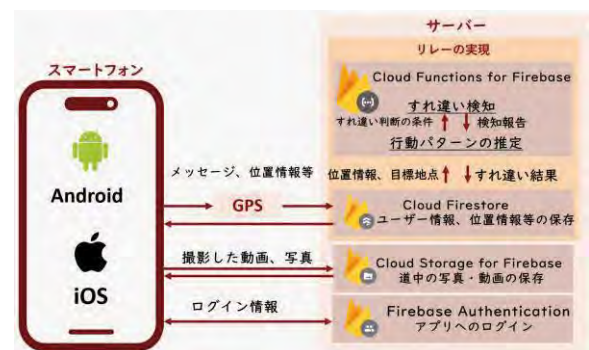 サーバー
リレーの実現
スマートフォン
Cloud Functions for Firebase
すれ違い検知
すれ違い判断の条件
検知報告
行動パターンの推定
メッセージ、位置情報等
位置情報、目標地点
すれ違い結果
Android
GPS
Cloud Firestore
ユーザー情報、位置情報等の保存
撮影した動画、写真
Cloud Storage for Firebase
道中の写真・動画の保存
iOS
ログイン情報
Firebase Authentication
アプリへのログイン